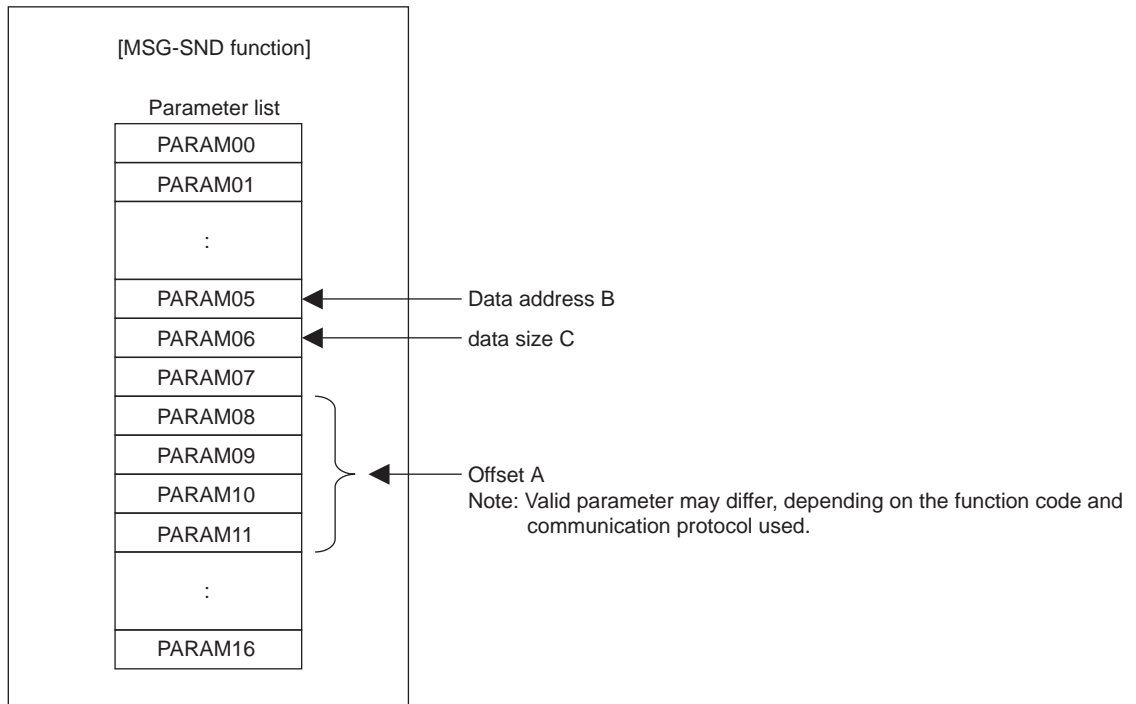 [MSG-SND function]
Parameter list
PARAM00
PARAM01
:
PARAM05
Data address B
PARAM06
data size C
PARAM07
PARAM08
PARAM09
PARAM10
PARAM11
Offset A
Note: Valid parameter may differ, depending on the function code and
communication protocol used.
:
PARAM16